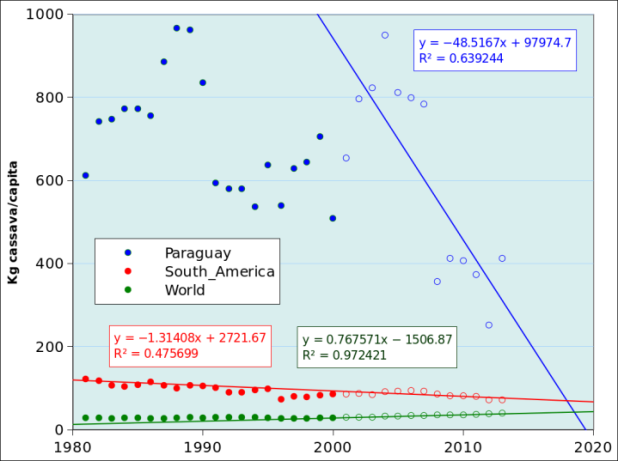 1000
800
600
400
200
0
Kg cassava/capita
y = −48.5167x + 97974.7
R² = 0.639244
Paraguay
South_America
World
y = −1.31408x + 2721.67
R² = 0.475699
y = 0.767571x − 1506.87
R² = 0.972421
1980
1990
2000
2010
2020